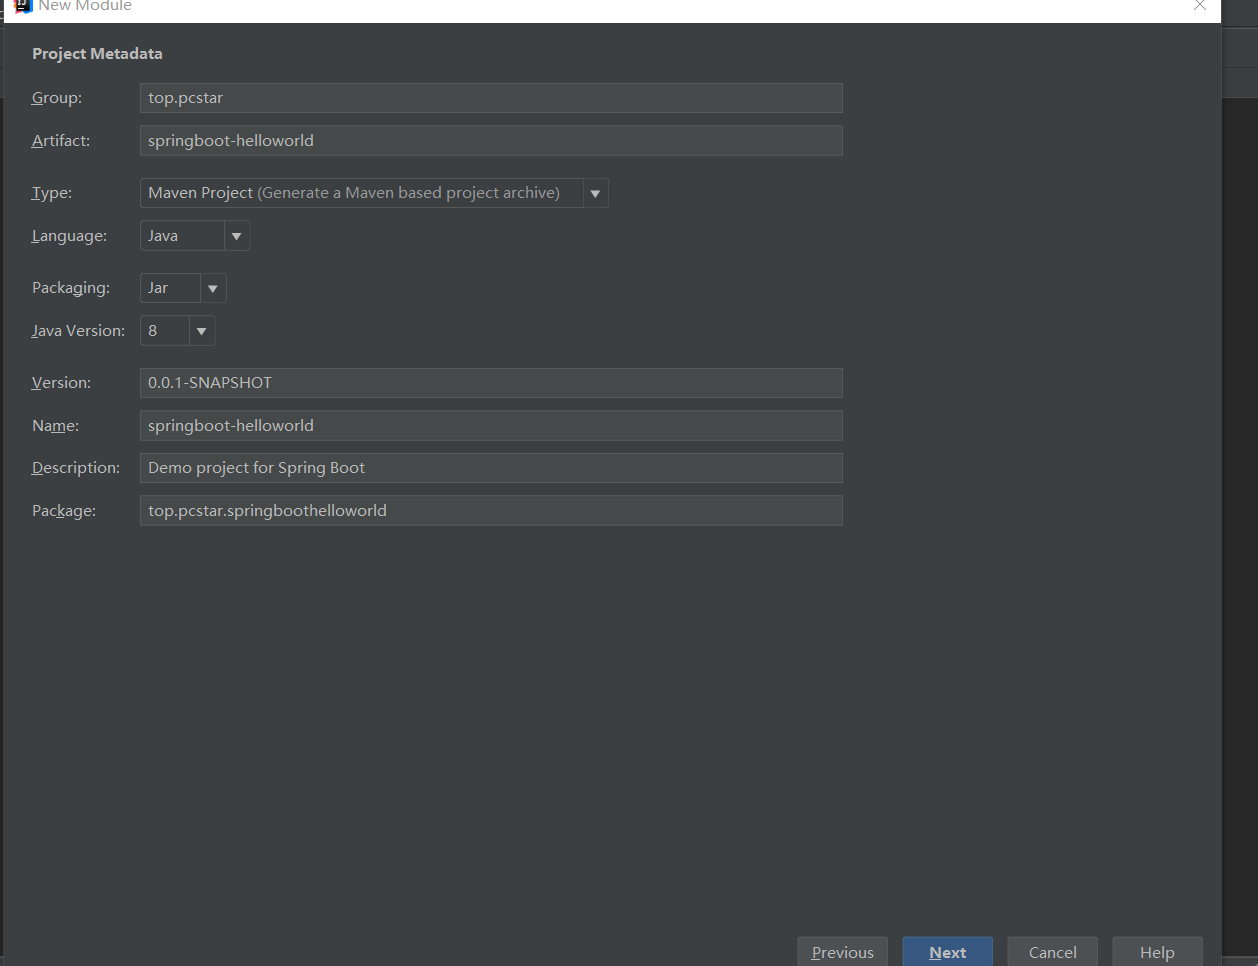 New Module
Project Metadata
Group: top.pcstar
Artifact: springboot-helloworld
Type: Maven Project (Generate a Maven based project archive)
Language: Java
Packaging: Jar
Java Version: 8
Version: 0.0.1-SNAPSHOT
Name: springboot-helloworld
Description: Demo project for Spring Boot
Package: top.pcstar.springboothelloworld
Previous Next Cancel Help